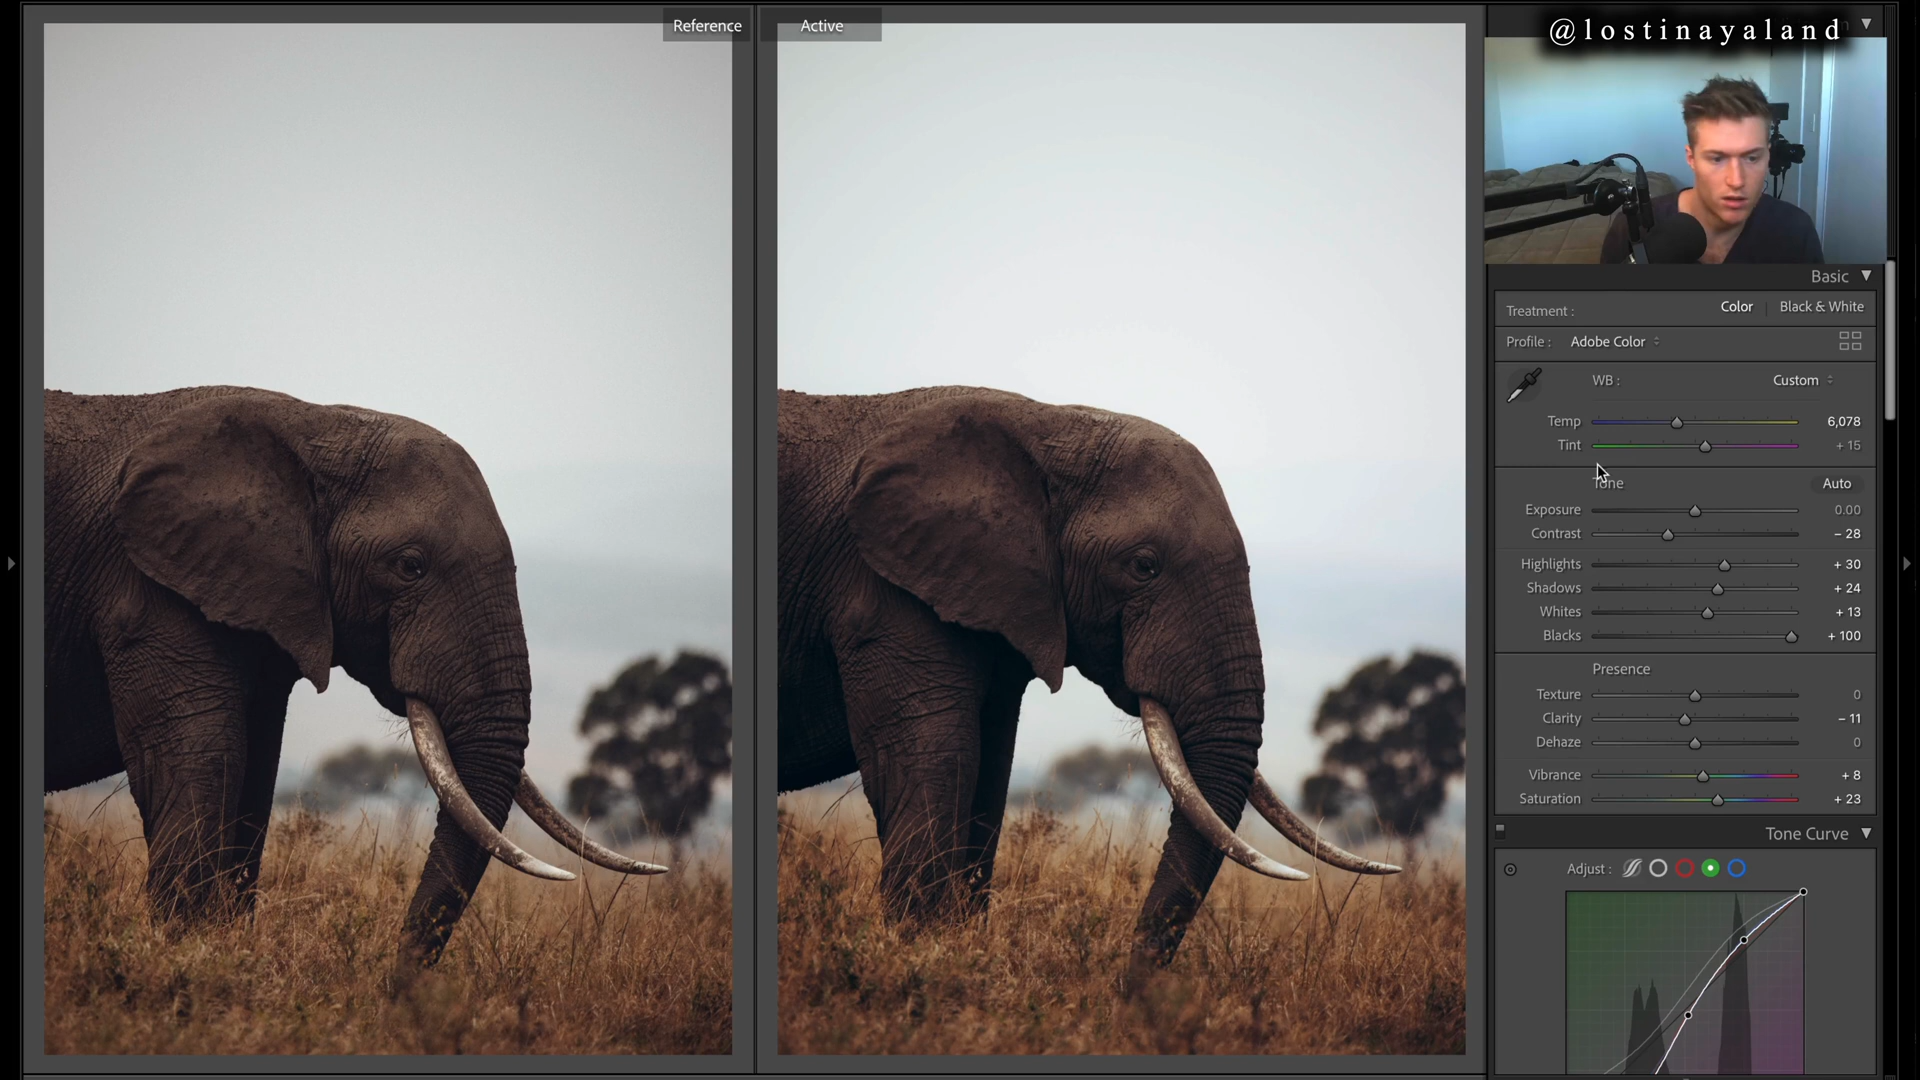 Reference
Active
@lostinayaland
Basic
Treatment :
Color
Black & White
Profile :
Adobe Color
WB :
Custom
Temp
6,078
Tint
+ 15
Tone
Auto
Exposure
0.00
Contrast
− 28
Highlights
+ 30
Shadows
+ 24
Whites
+ 13
Blacks
+ 100
Presence
Texture
0
Clarity
− 11
Dehaze
0
Vibrance
+ 8
Saturation
+ 23
Tone Curve
Adjust :